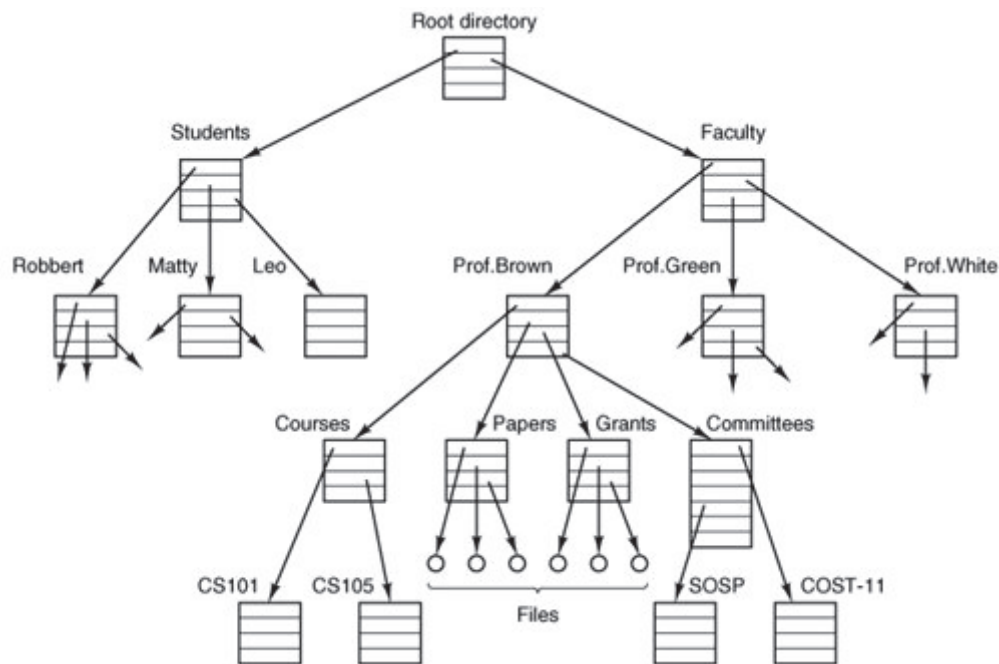 Root directory
Students
Faculty
Robbert
Matty
Leo
Prof.Brown
Prof.Green
Prof.White
Courses
Papers
Grants
Committees
CS101
CS105
Files
SOSP
COST-11